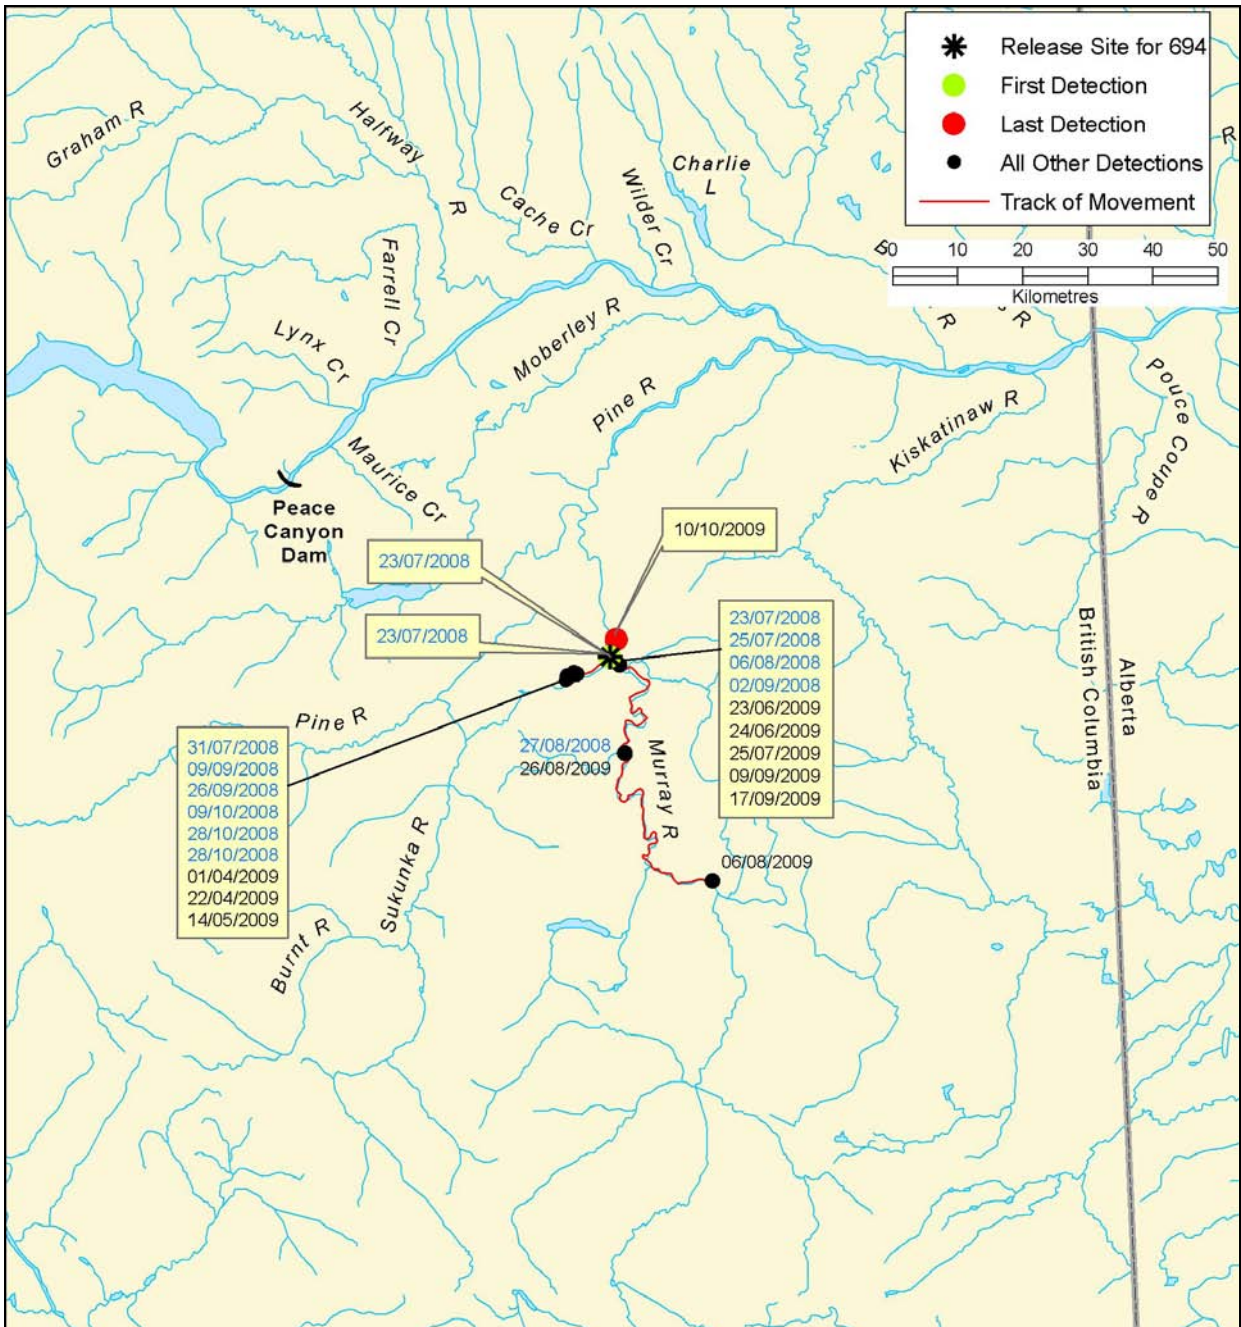 Release Site for 694
First Detection
Last Detection
All Other Detections
Track of Movement
0 10 20 30 40 50
Kilometres
Graham R
Halfway
R
Cache Cr
Wilder Cr
Charlie
L
R
B
R
R
Farrell Cr
Lynx Cr
Moberley R
Pine R
Kiskatinaw R
Pouce Coupe R
Maurice Cr
Peace
Canyon
Dam
10/10/2009
23/07/2008
23/07/2008
23/07/2008
25/07/2008
06/08/2008
02/09/2008
23/06/2009
24/06/2009
25/07/2009
09/09/2009
17/09/2009
British Columbia
Alberta
Pine R
27/08/2008
26/08/2009
Murray R
31/07/2008
09/09/2008
26/09/2008
09/10/2008
28/10/2008
28/10/2008
01/04/2009
22/04/2009
14/05/2009
06/08/2009
Sukunka R
Burnt R